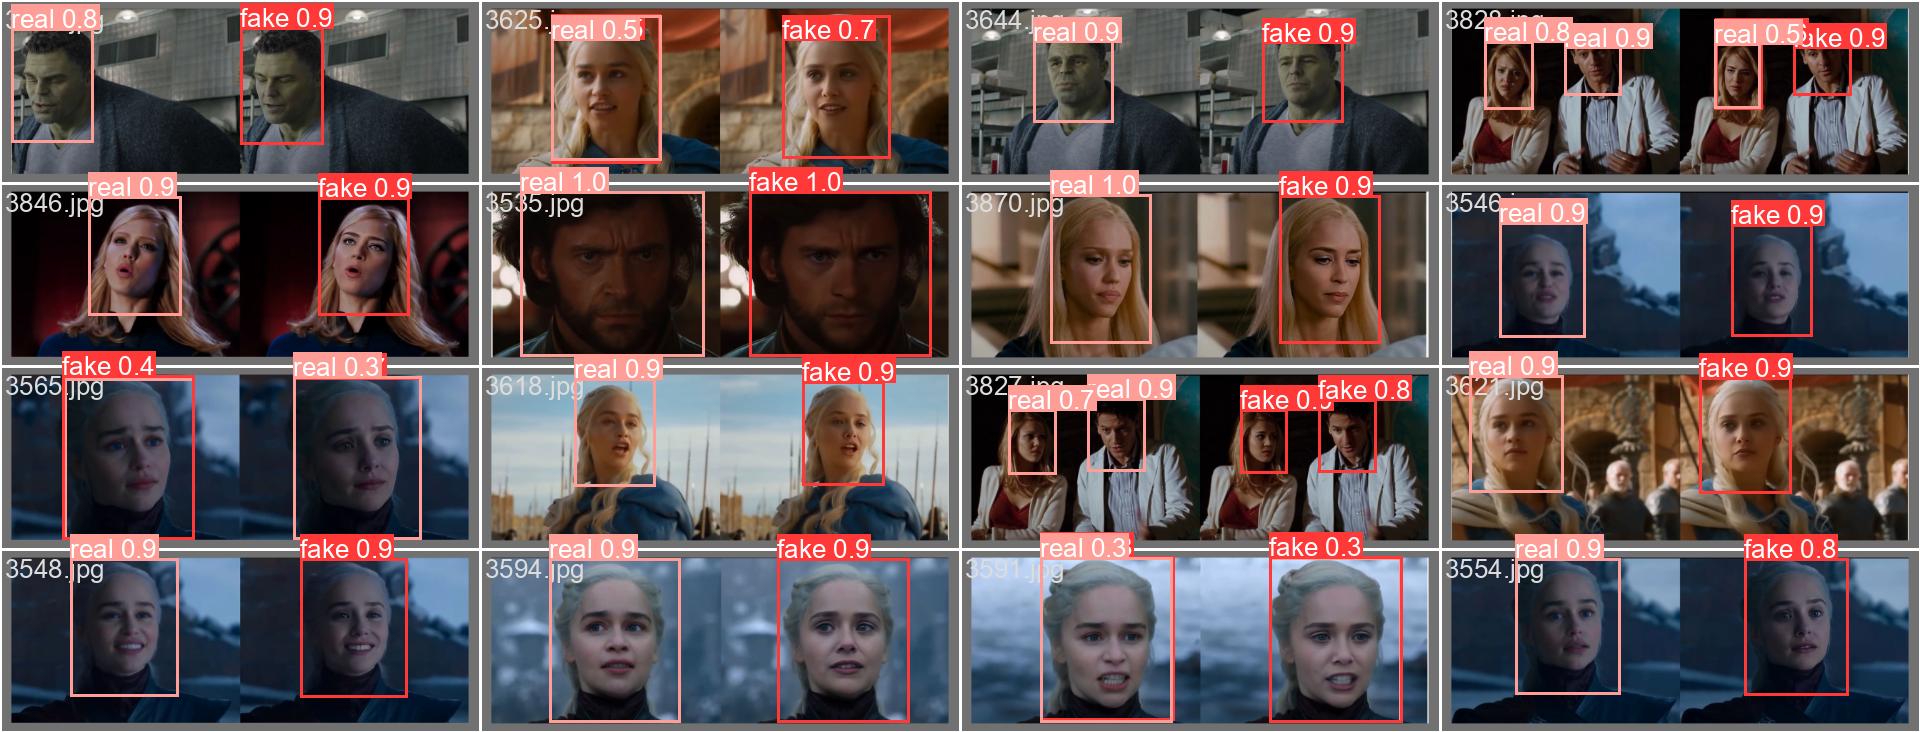 real 0.8 fake 0.9
3625.jpg real 0.5 fake 0.7
3644.jpg real 0.9 fake 0.9
real 0.8 real 0.9 real 0.5 fake 0.9
3846.jpg real 0.9 fake 0.9
3535.jpg real 1.0 fake 1.0
3870.jpg real 1.0 fake 0.9
3546 real 0.9 fake 0.9
3565.jpg fake 0.4 real 0.3
3618.jpg real 0.9 fake 0.9
3827.jpg real 0.7 real 0.9 fake fake 0.8
3621.jpg real 0.9 fake 0.9
3548.jpg real 0.9 fake 0.9
3594.jpg real 0.9 fake 0.9
3591.jpg real 0.3 fake 0.3
3554.jpg real 0.9 fake 0.8